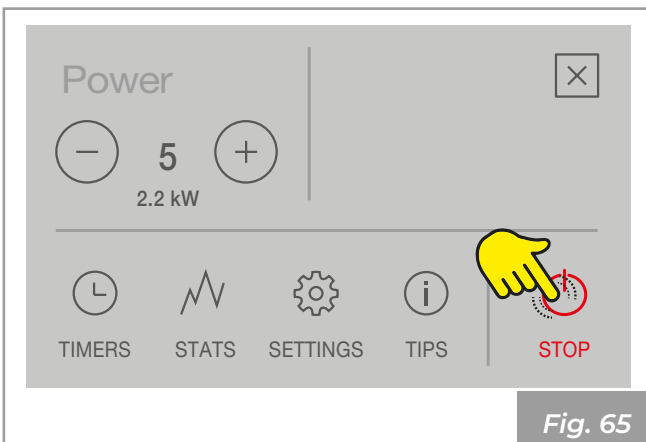 Power
5
2.2 kW
TIMERS STATS SETTINGS TIPS STOP
Fig. 65